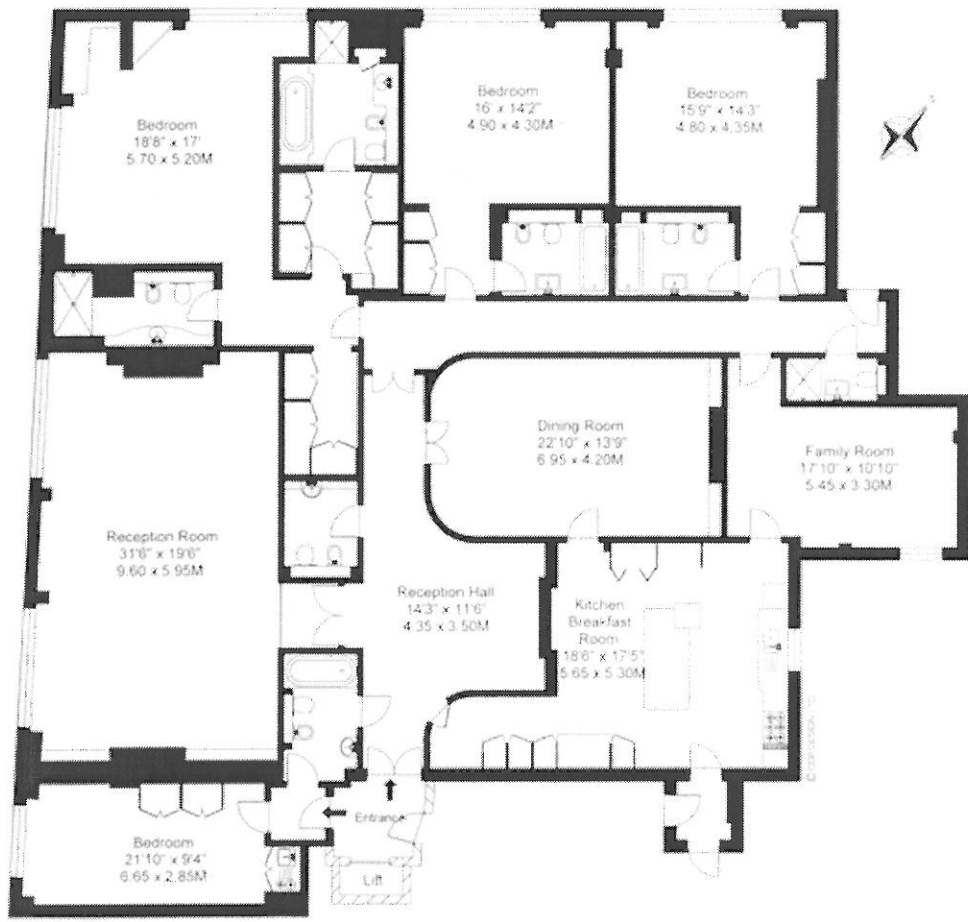 Bedroom
18'8" x 17'
5.70 x 5.20M
Bedroom
16' x 14'2"
4.90 x 4.30M
Bedroom
15'9" x 14'3"
4.80 x 4.35M
Dining Room
22'10" x 13'9"
6.95 x 4.20M
Family Room
17'10" x 10'10"
5.45 x 3.30M
Reception Room
31'6" x 19'6"
9.60 x 5.95M
Reception Hall
14'3" x 11'6"
4.35 x 3.50M
Kitchen
Breakfast
Room
18'6" x 17'5"
5.65 x 5.30M
Bedroom
21'10" x 9'4"
6.65 x 2.85M
Entrance
Lift